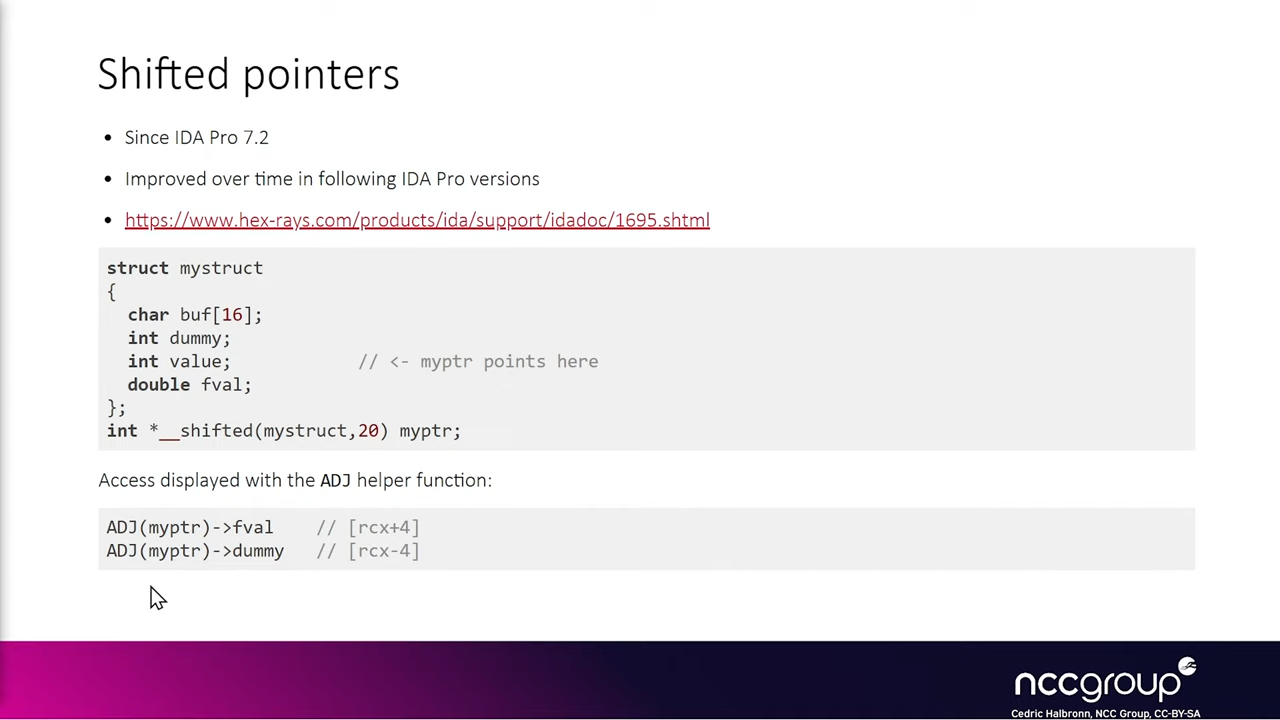 Shifted pointers
• Since IDA Pro 7.2
• Improved over time in following IDA Pro versions
• https://www.hex-rays.com/products/ida/support/idadoc/1695.shtml
struct mystruct
{
  char buf[16];
  int dummy;
  int value;            // <- myptr points here
  double fval;
};
int *__shifted(mystruct,20) myptr;
Access displayed with the ADJ helper function:
ADJ(myptr)->fval    // [rcx+4]
ADJ(myptr)->dummy   // [rcx-4]
nccgroup
Cedric Halbronn, NCC Group, CC-BY-SA